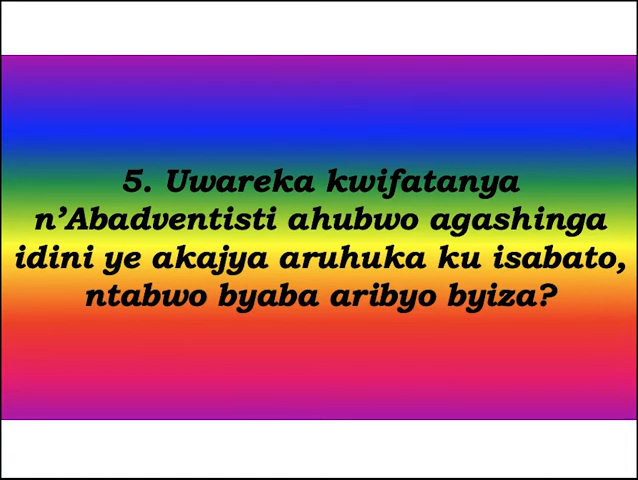 5. Uwareka kwifatanya
n’Abadventisti ahubwo agashinga
idini ye akajya aruhuka ku isabato,
ntabwo byaba aribyo byiza?